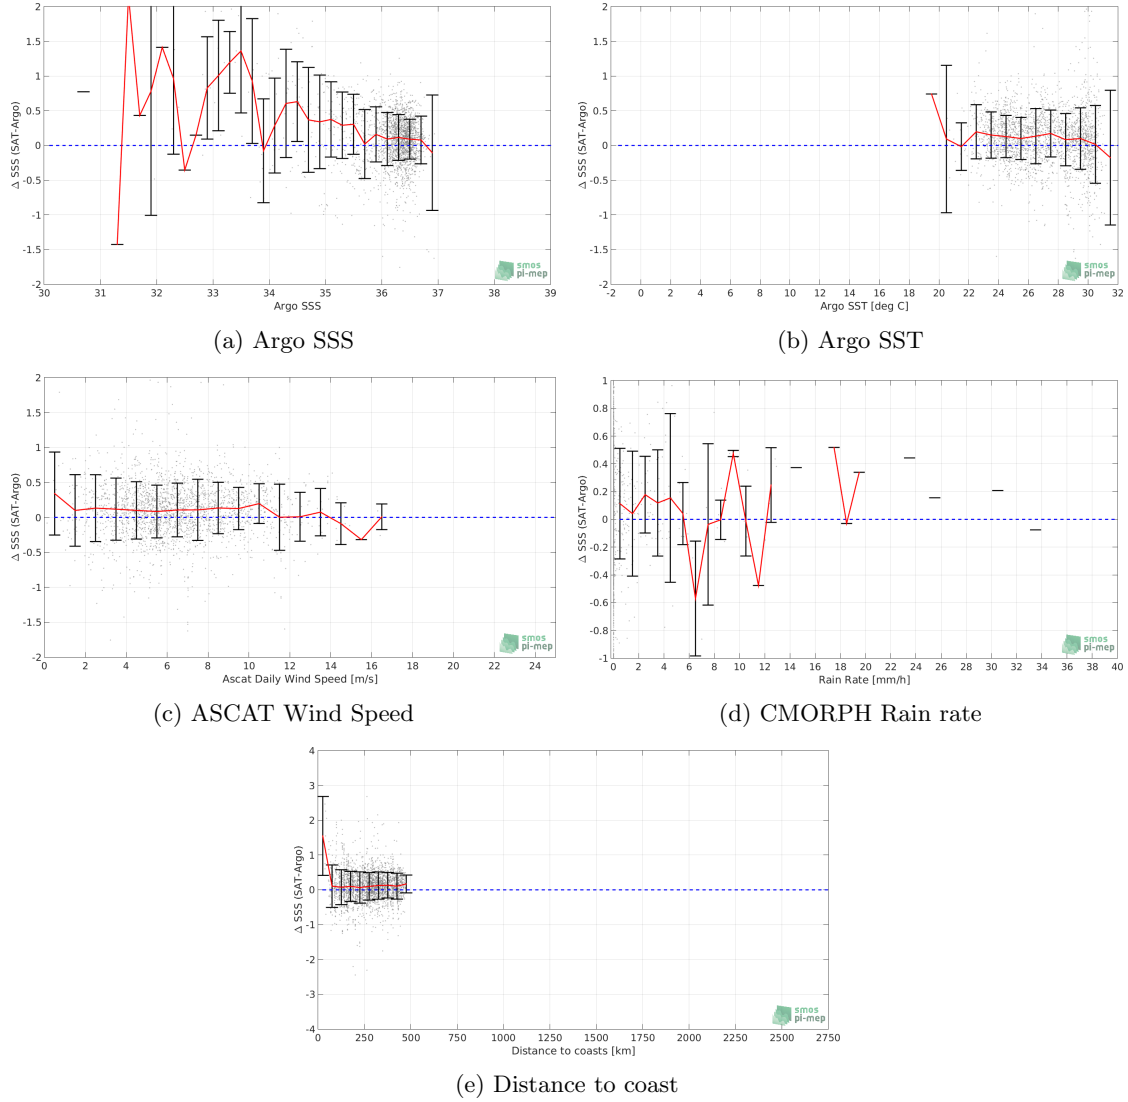 2
1.5
1
0.5
0
-0.5
-1
-1.5
-2
Δ SSS (SAT-Argo)
30 31 32 33 34 35 36 37 38 39
Argo SSS
smos
pi-mep
(a) Argo SSS
2
1.5
1
0.5
0
-0.5
-1
-1.5
-2
Δ SSS (SAT-Argo)
-2 0 2 4 6 8 10 12 14 16 18 20 22 24 26 28 30 32
Argo SST [deg C]
smos
pi-mep
(b) Argo SST
2
1.5
1
0.5
0
-0.5
-1
-1.5
-2
Δ SSS (SAT-Argo)
0 2 4 6 8 10 12 14 16 18 20 22 24
Ascat Daily Wind Speed [m/s]
smos
pi-mep
(c) ASCAT Wind Speed
1
0.8
0.6
0.4
0.2
0
-0.2
-0.4
-0.6
-0.8
-1
Δ SSS (SAT-Argo)
0 2 4 6 8 10 12 14 16 18 20 22 24 26 28 30 32 34 36 38 40
Rain Rate [mm/h]
smos
pi-mep
(d) CMORPH Rain rate
4
3
2
1
0
-1
-2
-3
-4
Δ SSS (SAT-Argo)
0 250 500 750 1000 1250 1500 1750 2000 2250 2500 2750
Distance to coasts [km]
smos
pi-mep
(e) Distance to coast